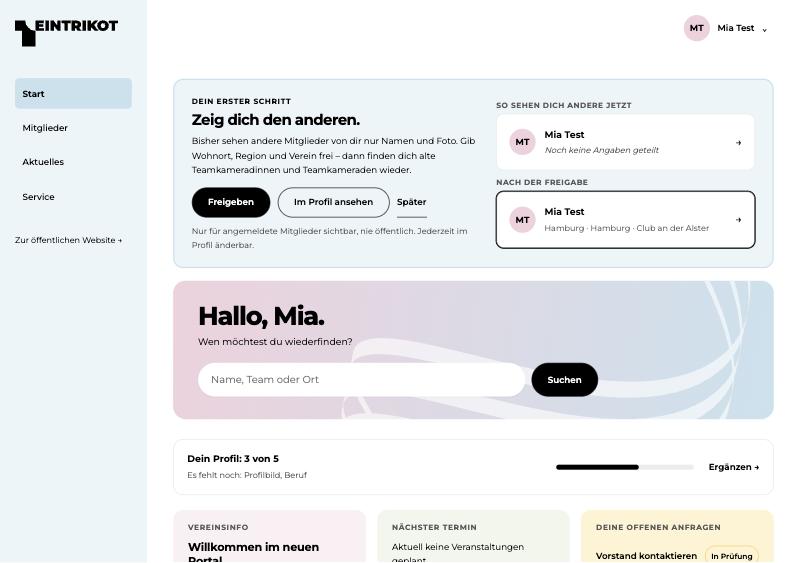 EINTRIKOT
MT Mia Test
Start
Mitglieder
Aktuelles
Service
Zur öffentlichen Website →
DEIN ERSTER SCHRITT
Zeig dich den anderen.
Bisher sehen andere Mitglieder von dir nur Namen und Foto. Gib
Wohnort, Region und Verein frei – dann finden dich alte
Teamkameradinnen und Teamkameraden wieder.
Freigeben
Im Profil ansehen
Später
Nur für angemeldete Mitglieder sichtbar, nie öffentlich. Jederzeit im
Profil änderbar.
SO SEHEN DICH ANDERE JETZT
MT
Mia Test
Noch keine Angaben geteilt
→
NACH DER FREIGABE
MT
Mia Test
Hamburg · Hamburg · Club an der Alster
→
Hallo, Mia.
Wen möchtest du wiederfinden?
Name, Team oder Ort
Suchen
Dein Profil: 3 von 5
Es fehlt noch: Profilbild, Beruf
Ergänzen →
VEREINSINFO
Willkommen im neuen
Portal
NÄCHSTER TERMIN
Aktuell keine Veranstaltungen
geplant
DEINE OFFENEN ANFRAGEN
Vorstand kontaktieren
In Prüfung